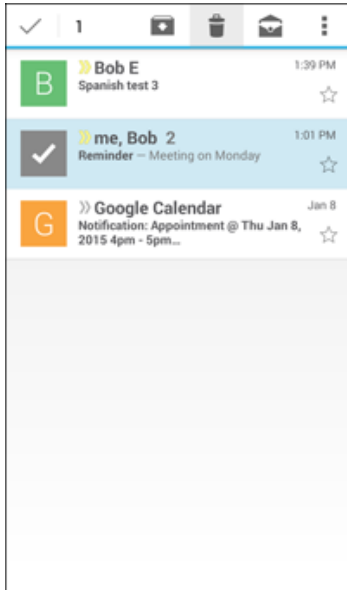 1
B
Bob E
1:39 PM
Spanish test 3
me, Bob 2
1:01 PM
Reminder – Meeting on Monday
G
Google Calendar
Jan 8
Notification: Appointment @ Thu Jan 8,
2015 4pm - 5pm...